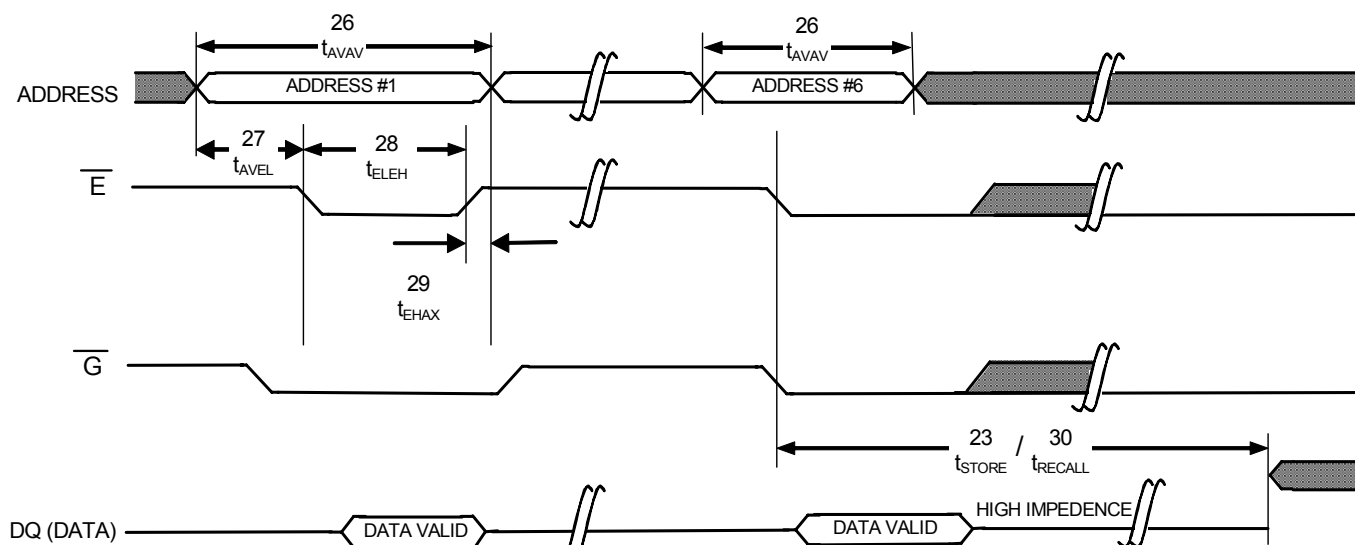 26
tAVAV
26
tAVAV
ADDRESS
ADDRESS #1
ADDRESS #6
27
tAVEL
28
tELEH
E
29
tEHAX
G
23 / 30
tSTORE tRECALL
DQ (DATA)
DATA VALID
DATA VALID
HIGH IMPEDENCE